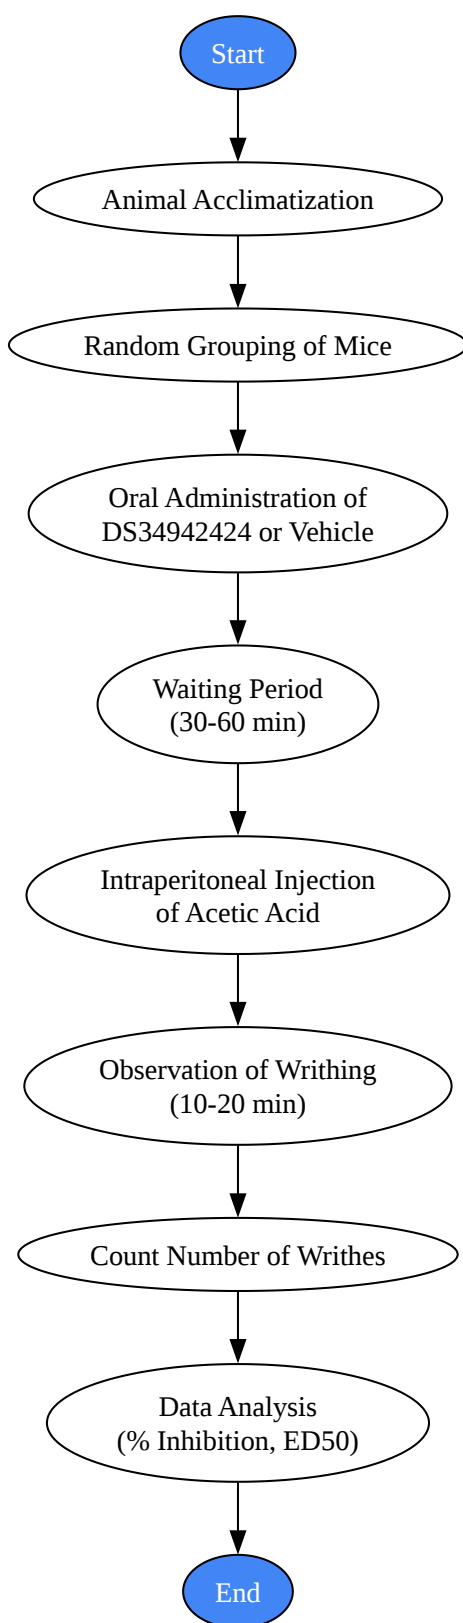 Start
Animal Acclimatization
Random Grouping of Mice
Oral Administration of
DS34942424 or Vehicle
Waiting Period
(30-60 min)
Intraperitoneal Injection
of Acetic Acid
Observation of Writhing
(10-20 min)
Count Number of Writhes
Data Analysis
(% Inhibition, ED50)
End